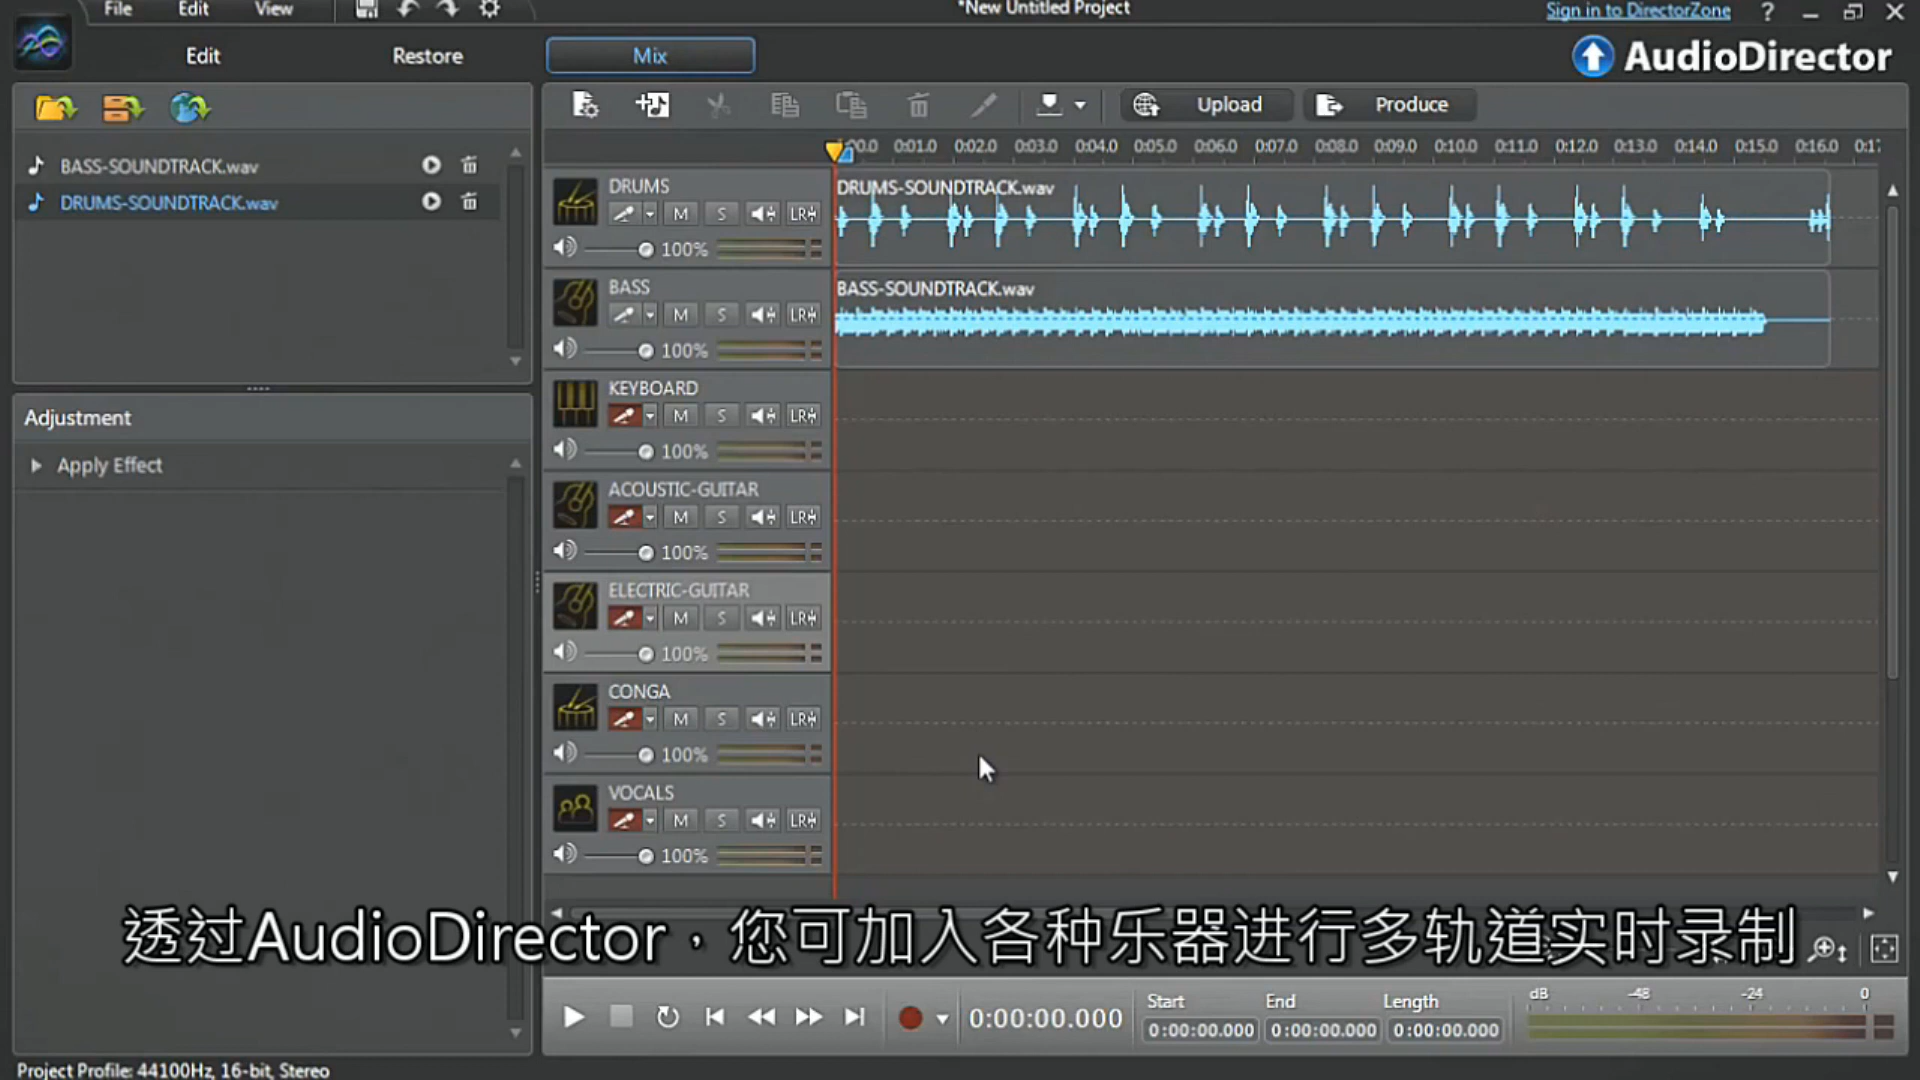 File Edit View
*New Untitled Project
Sign in to DirectorZone ?
Edit Restore Mix
AudioDirector
Upload Produce
BASS-SOUNDTRACK.wav
DRUMS-SOUNDTRACK.wav
Adjustment
Apply Effect
:00.0 0:01.0 0:02.0 0:03.0 0:04.0 0:05.0 0:06.0 0:07.0 0:08.0 0:09.0 0:10.0 0:11.0 0:12.0 0:13.0 0:14.0 0:15.0 0:16.0 0:17
DRUMS
DRUMS-SOUNDTRACK.wav
M S LR
100%
BASS
BASS-SOUNDTRACK.wav
M S LR
100%
KEYBOARD
M S LR
100%
ACOUSTIC-GUITAR
M S LR
100%
ELECTRIC-GUITAR
M S LR
100%
CONGA
M S LR
100%
VOCALS
M S LR
100%
透过AudioDirector，您可加入各种乐器进行多轨道实时录制
0:00:00.000
Start End Length
0:00:00.000 0:00:00.000 0:00:00.000
dB -48 -24 0
Project Profile: 44100Hz, 16-bit, Stereo